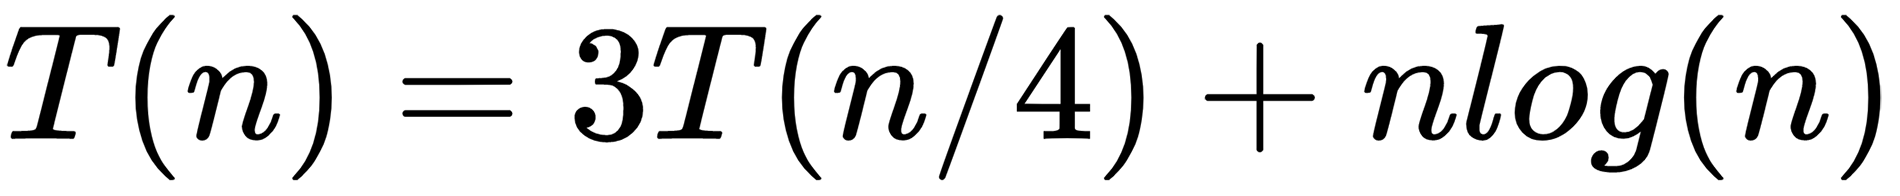 T(n) = 3T(n/4) + nlog(n)